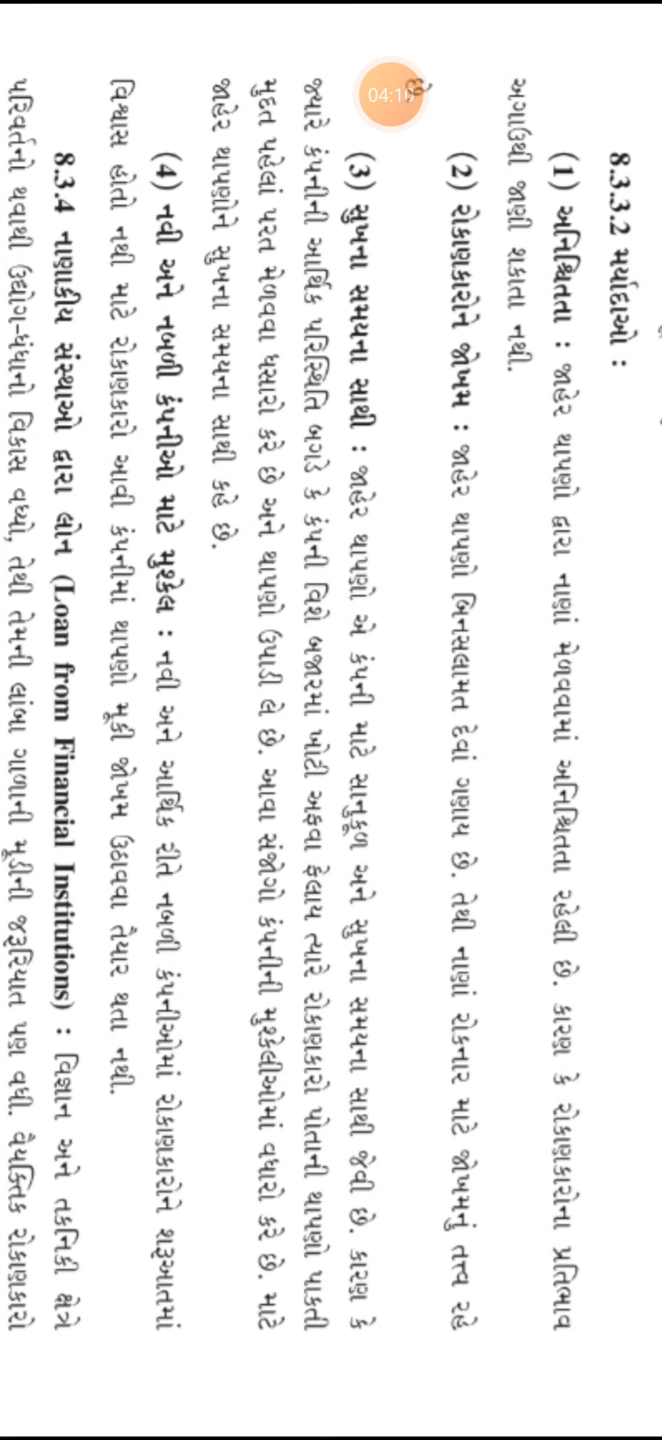 8.3.3.2 મર્યાદાઓ :
(1) અનિશ્ચિતતા : જાહેર થાપણો દ્વારા નાણાં મેળવવામાં અનિશ્ચિતતા રહેલી છે. કારણ કે રોકાણકારોના પ્રતિભાવ
અગાઉથી જાણી શકાતા નથી.
(2) રોકાણકારોને જોખમ : જાહેર થાપણો બિનસલામત દેવાં ગણાય છે. તેથી નાણાં રોકનાર માટે જોખમનું તત્ત્વ રહે
છે.
04:10
(3) સુખના સમયના સાથી : જાહેર થાપણો એ કંપની માટે સાનુકૂળ અને સુખના સમયના સાથી જેવી છે. કારણ કે
જ્યારે કંપનીની આર્થિક પરિસ્થિતિ બગડે કે કંપની વિશે બજારમાં ખોટી અફવા ફેલાય ત્યારે રોકાણકારો પોતાની થાપણો પાકતી
મુદત પહેલાં પરત મેળવવા ધસારો કરે છે અને થાપણો ઉપાડી લે છે. આવા સંજોગો કંપનીની મુશ્કેલીઓમાં વધારો કરે છે. માટે
જાહેર થાપણોને સુખના સમયના સાથી કહે છે.
(4) નવી અને નબળી કંપનીઓ માટે મુશ્કેલ : નવી અને આર્થિક રીતે નબળી કંપનીઓમાં રોકાણકારોને શરૂઆતમાં
વિશ્વાસ હોતો નથી માટે રોકાણકારો આવી કંપનીમાં થાપણો મૂકી જોખમ ઉઠાવવા તૈયાર થતા નથી.
8.3.4 નાણાકીય સંસ્થાઓ દ્વારા લોન (Loan from Financial Institutions) : વિજ્ઞાન અને તકનિકી ક્ષેત્રે
પરિવર્તનો થવાથી ઉદ્યોગ-ધંધાનો વિકાસ વધ્યો, તેથી તેમની લાંબા ગાળાની મૂડીની જરૂરિયાત પણ વધી. વૈયક્તિક રોકાણકારો